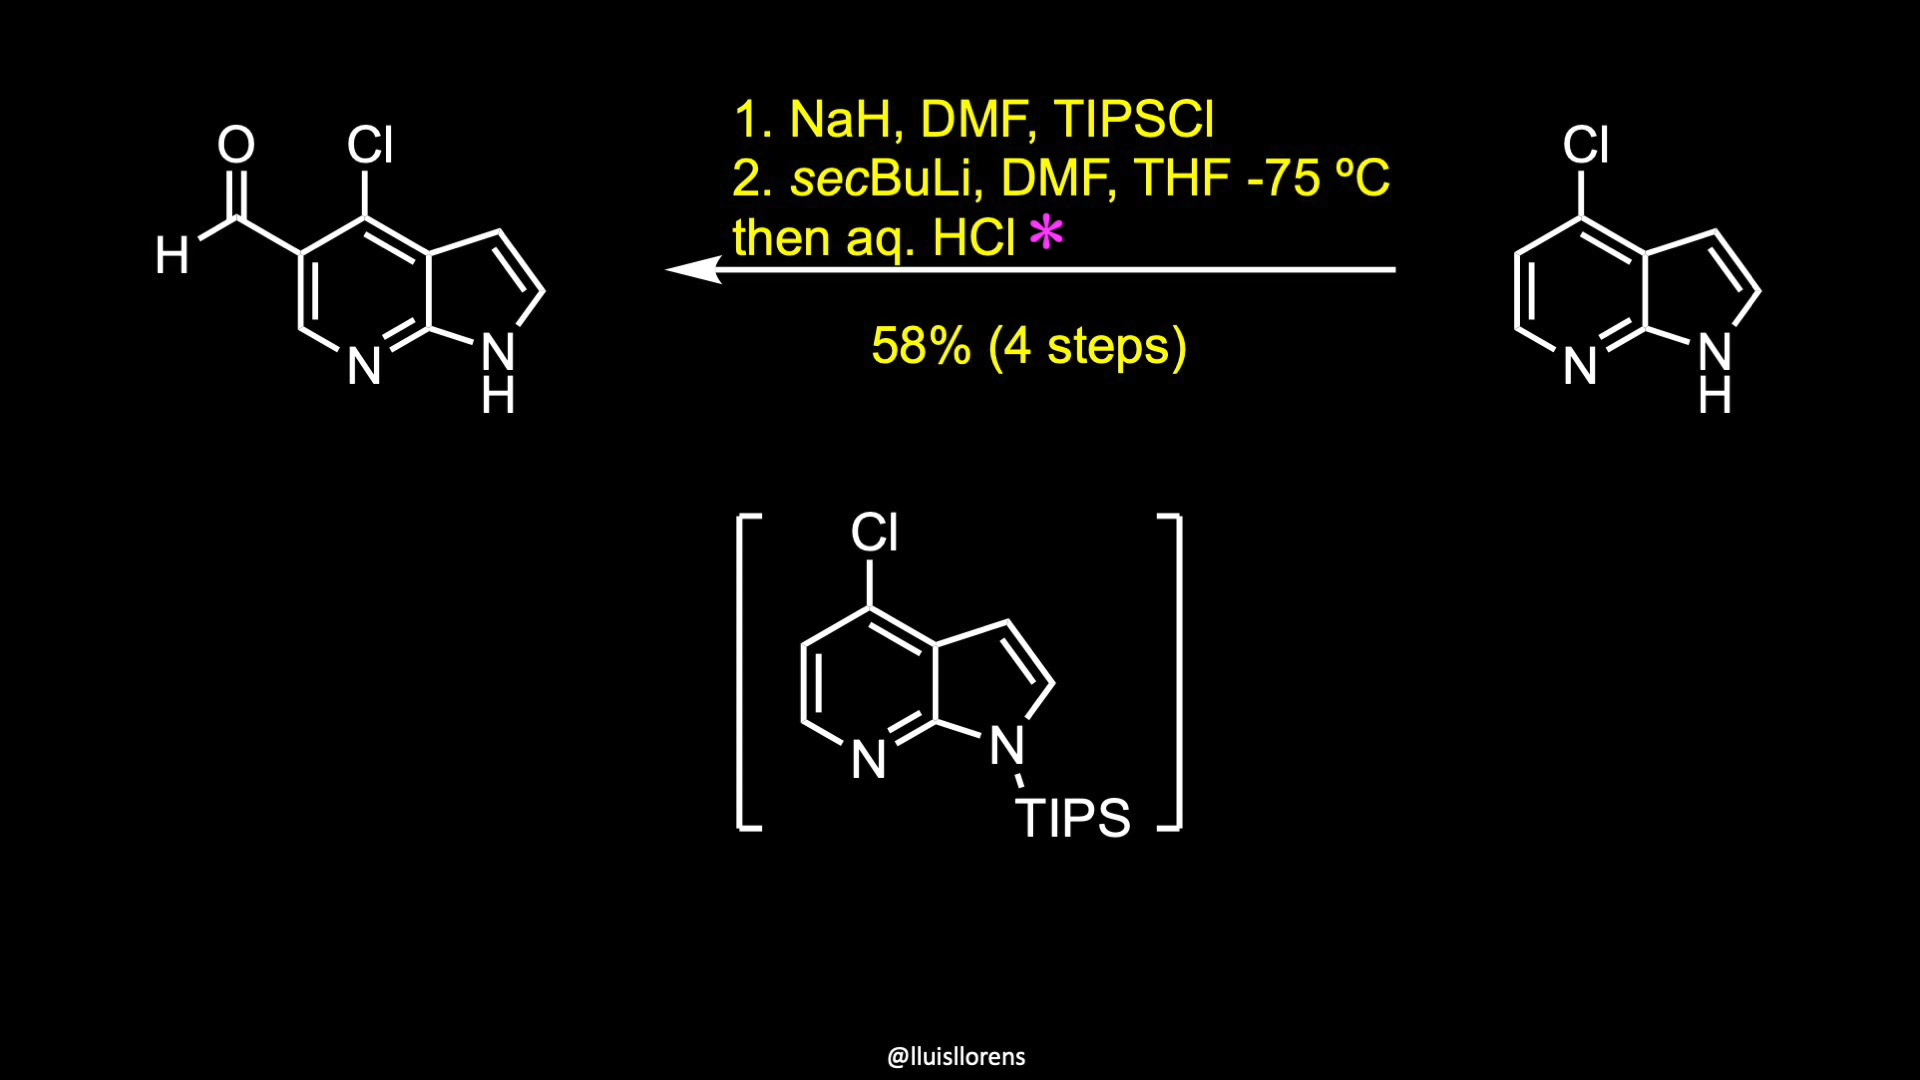 O
Cl
H
N
N
H
1. NaH, DMF, TIPSCl
2. secBuLi, DMF, THF -75 ºC
then aq. HCl *
58% (4 steps)
Cl
N
N
H
Cl
N
N
TIPS
@lluisllorens